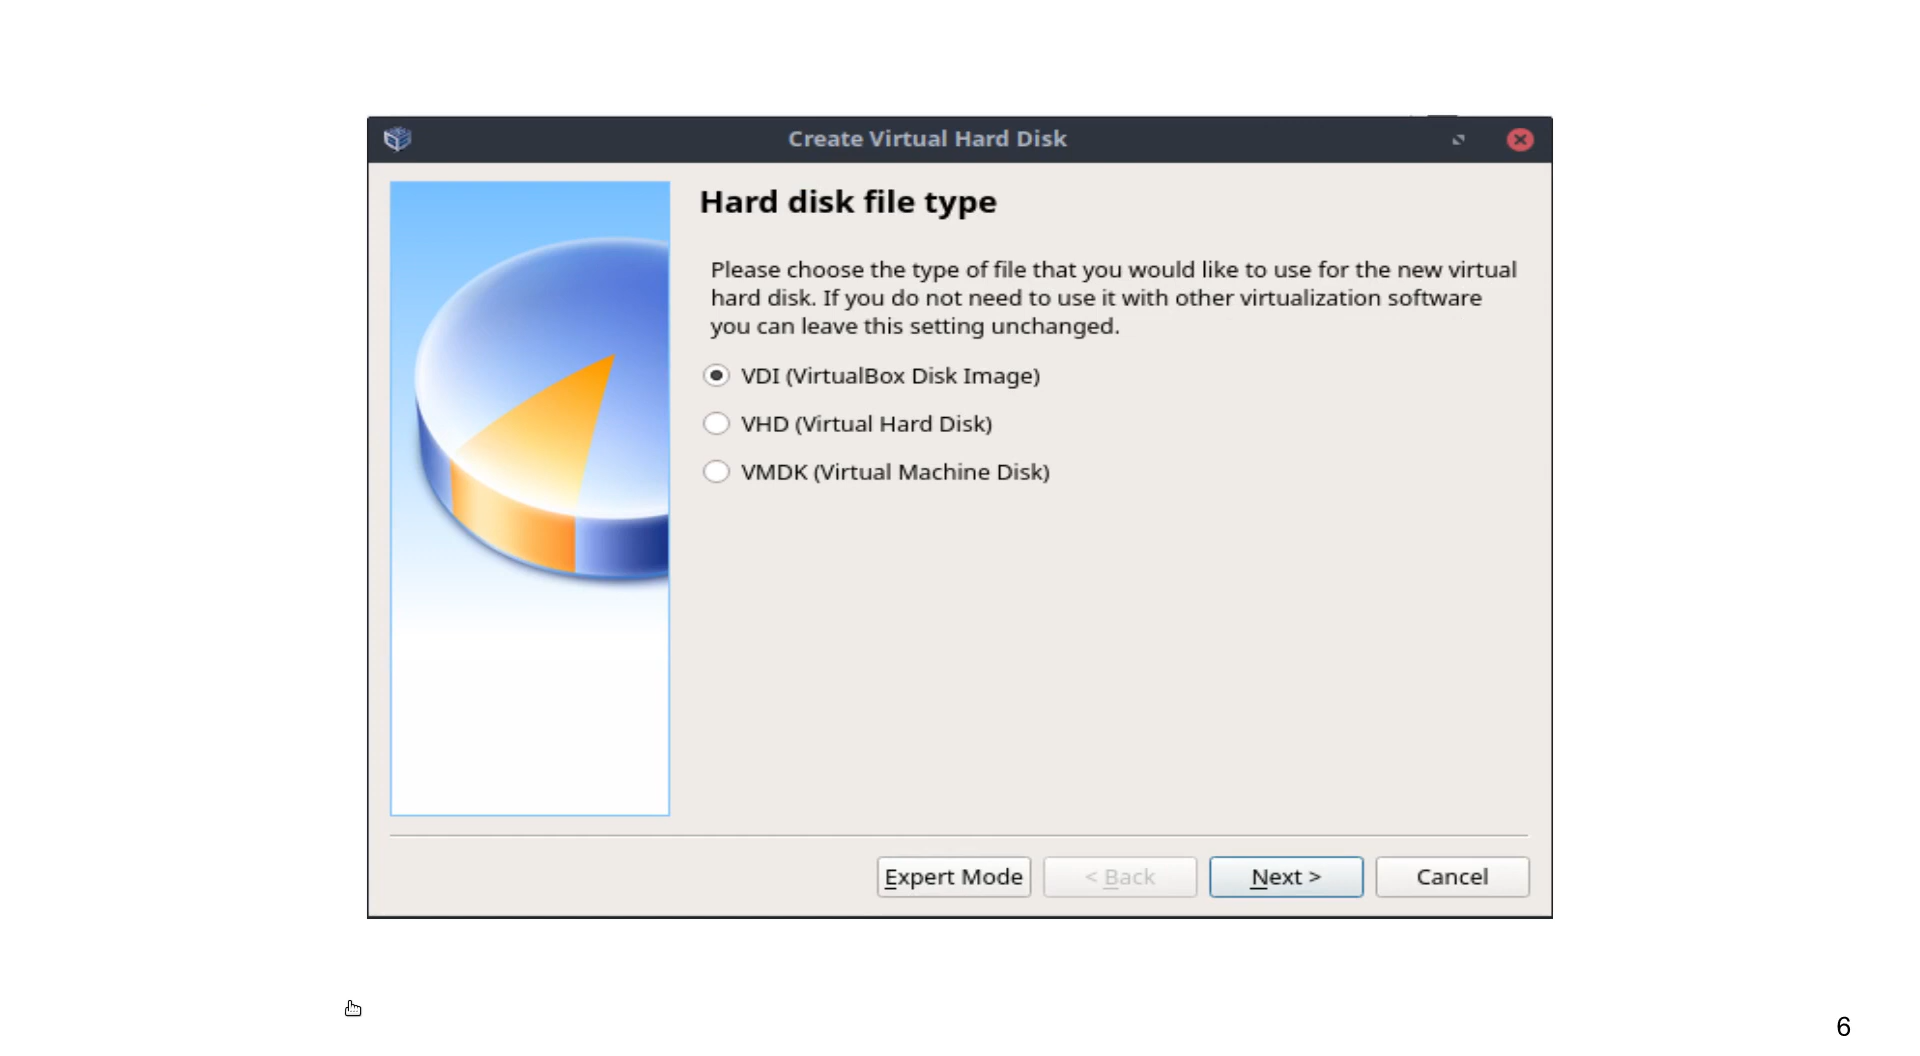 Create Virtual Hard Disk
Hard disk file type
Please choose the type of file that you would like to use for the new virtual
hard disk. If you do not need to use it with other virtualization software
you can leave this setting unchanged.
VDI (VirtualBox Disk Image)
VHD (Virtual Hard Disk)
VMDK (Virtual Machine Disk)
Expert Mode
< Back
Next >
Cancel
6